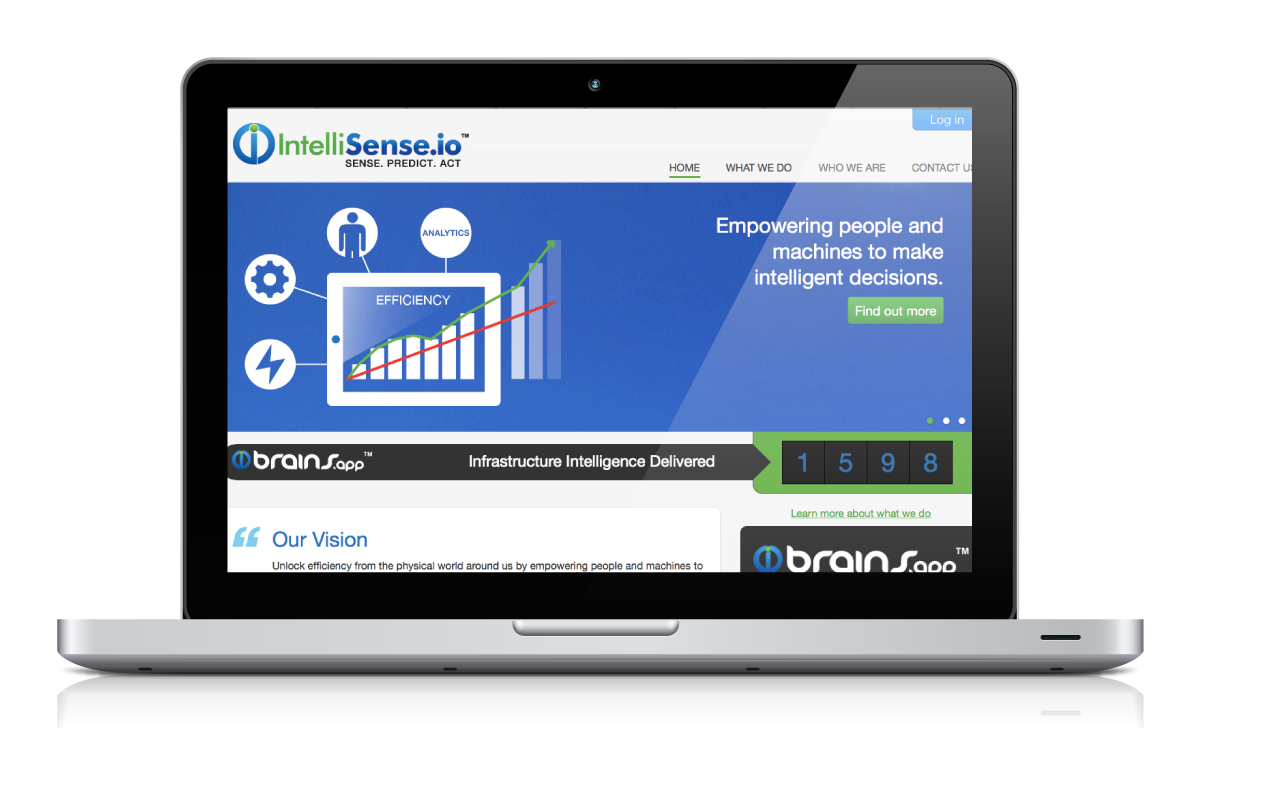 Log in
IntelliSense.io™
SENSE. PREDICT. ACT
HOME WHAT WE DO WHO WE ARE CONTACT US
ANALYTICS
EFFICIENCY
Empowering people and
machines to make
intelligent decisions.
Find out more
brains.app™ Infrastructure Intelligence Delivered 1 5 9 8
Learn more about what we do
“ Our Vision
Unlock efficiency from the physical world around us by empowering people and machines to
brains.app™